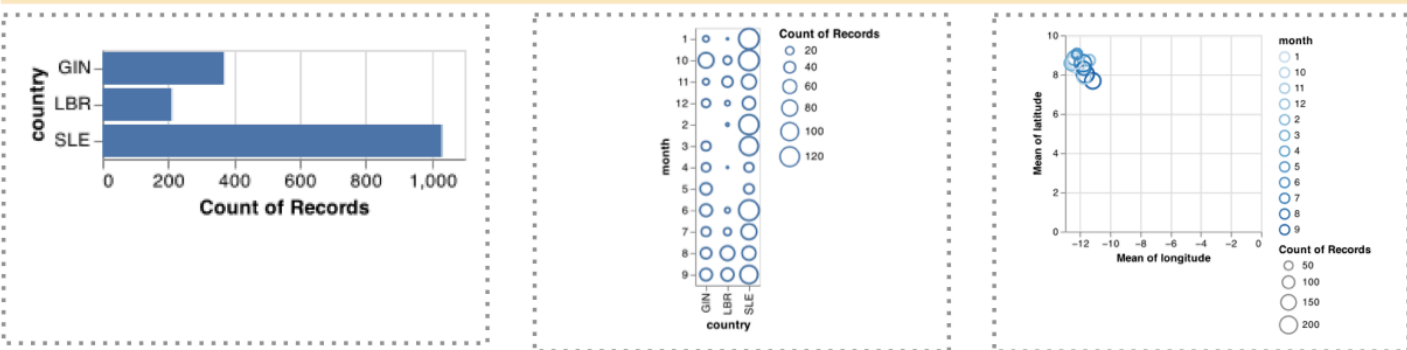 country
GIN
LBR
SLE
0 200 400 600 800 1,000
Count of Records
month
1
10
11
12
2
3
4
5
6
7
8
9
GIN LBR SLE
country
Count of Records
20
40
60
80
100
120
Mean of latitude
10
8
6
4
2
0
−12 −10 −8 −6 −4 −2 0
Mean of longitude
month
1
10
11
12
2
3
4
5
6
7
8
9
Count of Records
50
100
150
200